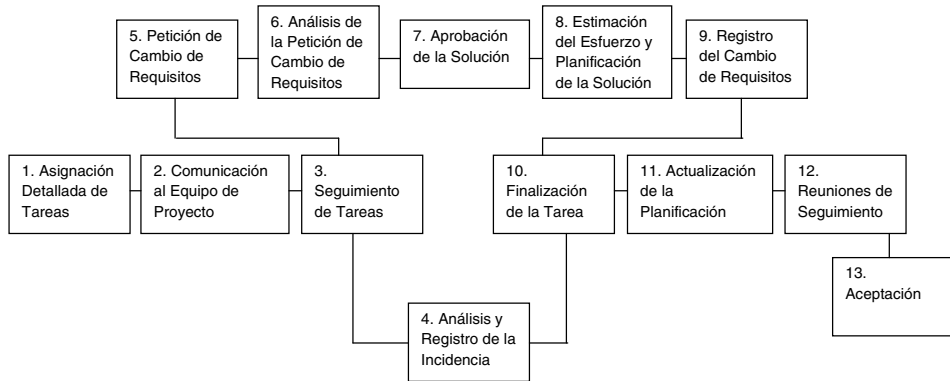 5. Petición de
Cambio de
Requisitos
6. Análisis de
la Petición de
Cambio de
Requisitos
7. Aprobación
de la Solución
8. Estimación
del Esfuerzo y
Planificación
de la Solución
9. Registro
del Cambio
de Requisitos
1. Asignación
Detallada de
Tareas
2. Comunicación
al Equipo de
Proyecto
3.
Seguimiento
de Tareas
10.
Finalización
de la Tarea
11. Actualización
de la
Planificación
12.
Reuniones de
Seguimiento
13.
Aceptación
4. Análisis y
Registro de la
Incidencia